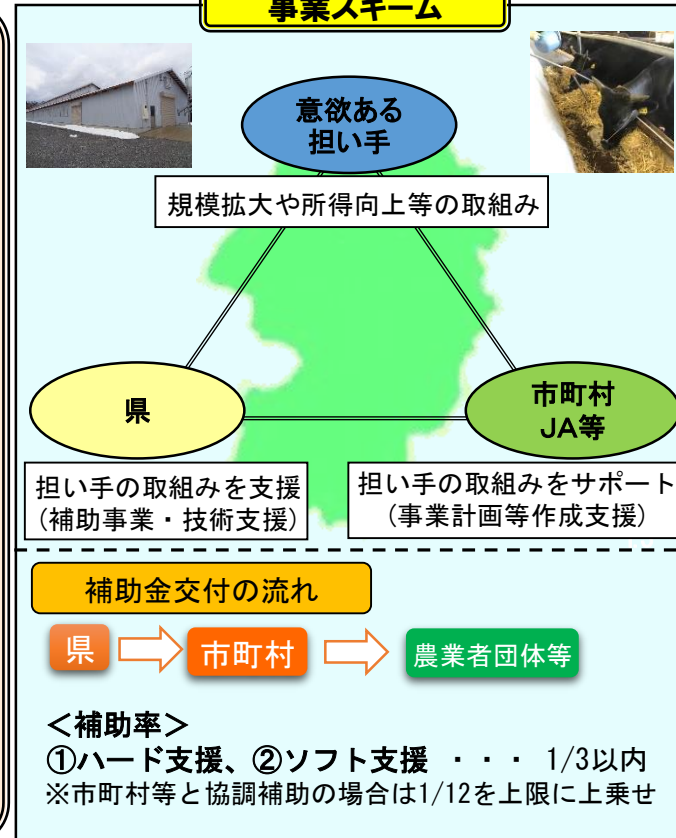 事業スキーム
意欲ある
担い手
規模拡大や所得向上等の取組み
県
市町村
JA等
担い手の取組みを支援
(補助事業・技術支援)
担い手の取組みをサポート
(事業計画等作成支援)
補助金交付の流れ
県
市町村
農業者団体等
＜補助率＞
①ハード支援、②ソフト支援 ・・・ 1/3以内
※市町村等と協調補助の場合は1/12を上限に上乗せ